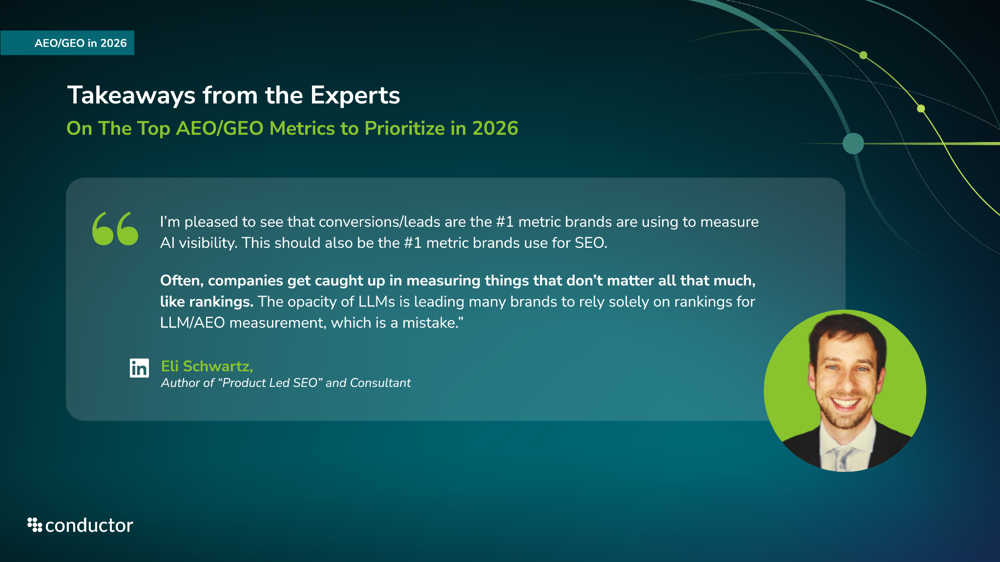 AEO/GEO in 2026
Takeaways from the Experts
On The Top AEO/GEO Metrics to Prioritize in 2026
I’m pleased to see that conversions/leads are the #1 metric brands are using to measure
AI visibility. This should also be the #1 metric brands use for SEO.
Often, companies get caught up in measuring things that don’t matter all that much,
like rankings. The opacity of LLMs is leading many brands to rely solely on rankings for
LLM/AEO measurement, which is a mistake.”
in
Eli Schwartz,
Author of “Product Led SEO” and Consultant
conductor